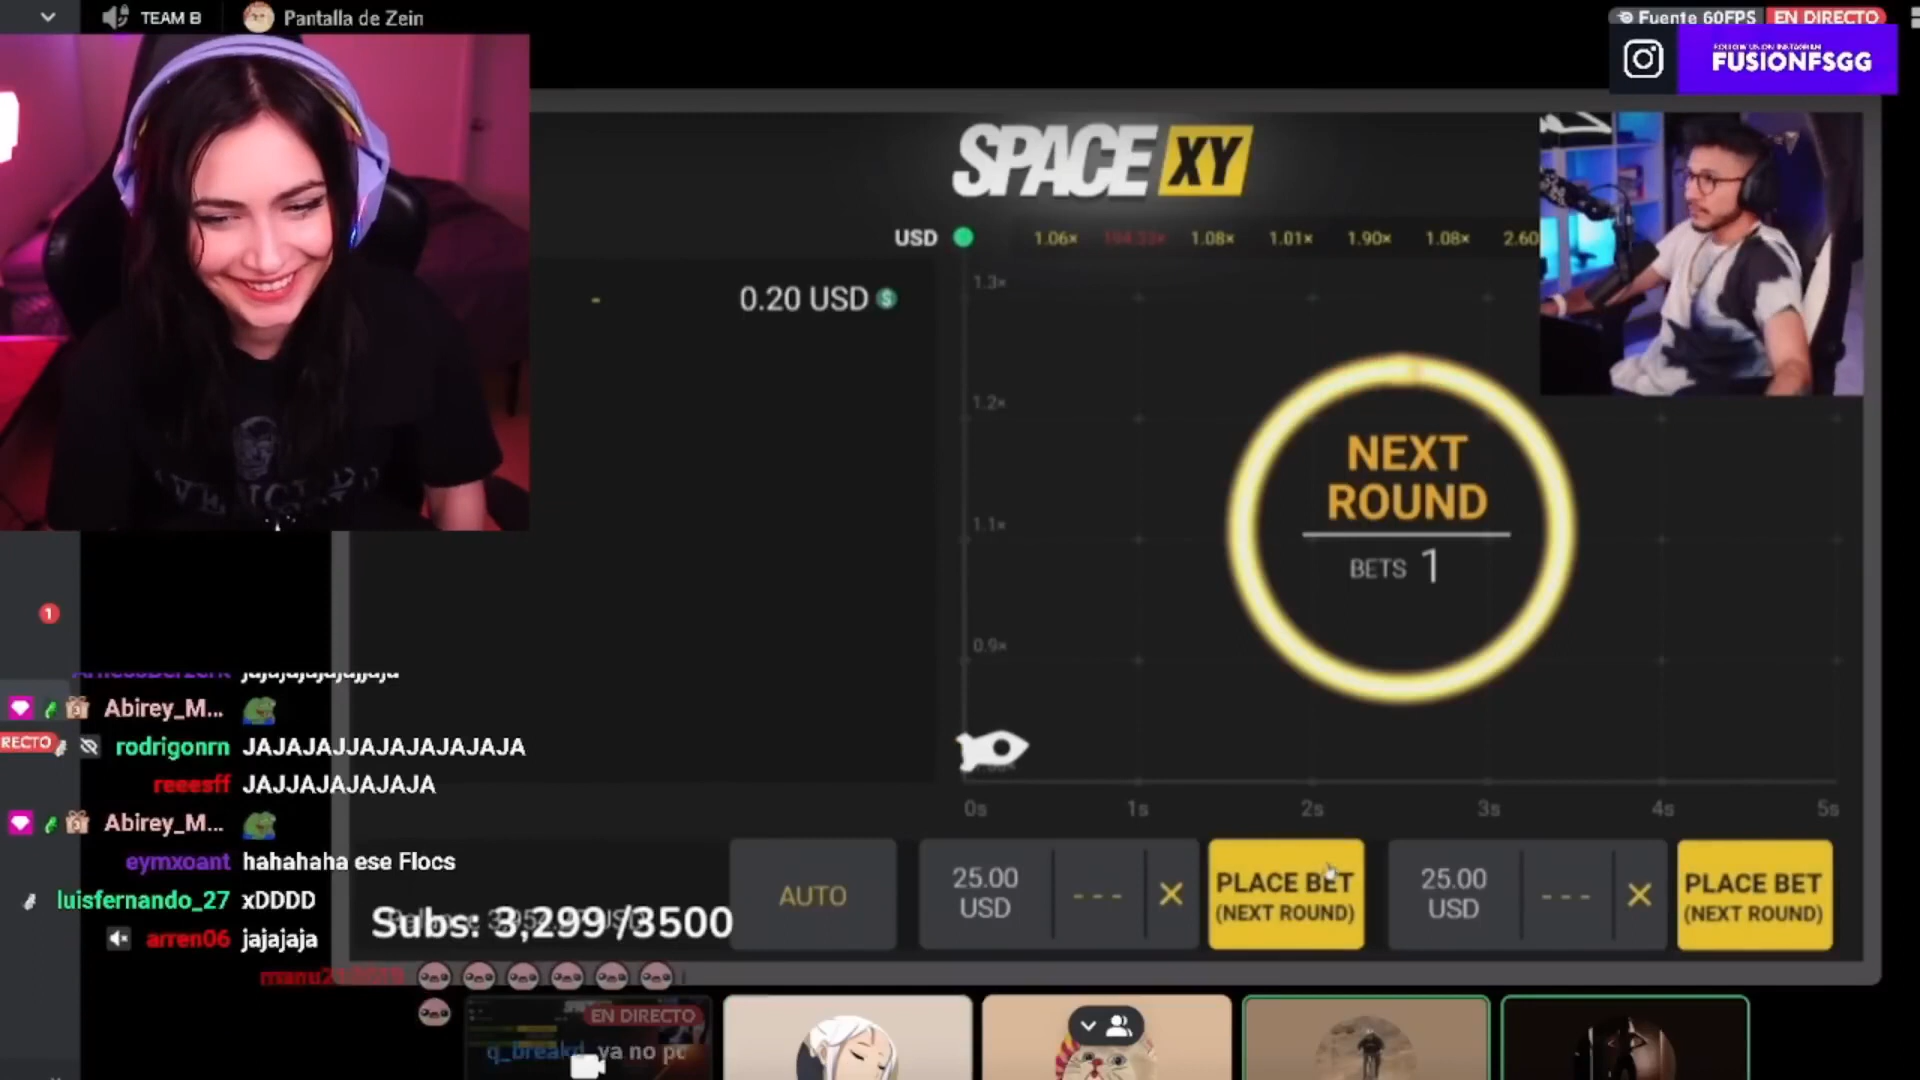 TEAM B
Pantalla de Zein
Fuente 60FPS
EN DIRECTO
FUSIONFSGG
SPACE XY
USD
1.06×
1.08×
1.01×
1.90×
1.08×
2.60
-
0.20 USD
1.3×
1.2×
1.1×
0.9×
NEXT
ROUND
BETS 1
0s
1s
2s
3s
4s
5s
1
jajajajajajjaja
Abirey_M...
RECTO
rodrigonrn JAJAJAJJAJAJAJAJAJA
reeesff JAJJAJAJAJAJA
Abirey_M...
eymxoant hahahaha ese Flocs
luisfernando_27 xDDDD
arren06 jajajaja
Subs: 3,299 /3500
AUTO
25.00
USD
---
×
PLACE BET
(NEXT ROUND)
25.00
USD
---
×
PLACE BET
(NEXT ROUND)
EN DIRECTO
ya no pc